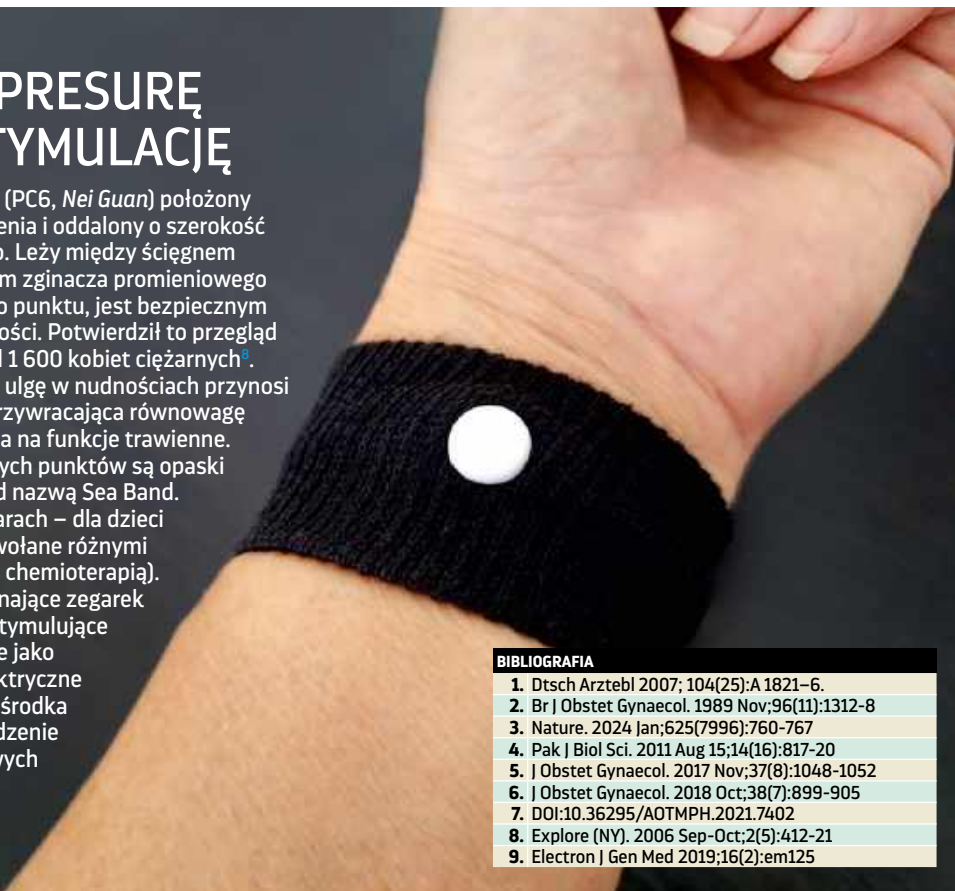 PRESURĘ
TYMULACJĘ
(PC6, Nei Guan) położony
enia i oddalony o szerokość
o. Leży między ścięgnem
m zginacza promieniowego
o punktu, jest bezpiecznym
ości. Potwierdził to przegląd
1 600 kobiet ciężarnych8.
ulgę w nudnościach przynosi
rzywracająca równowagę
a na funkcje trawienne.
ych punktów są opaski
d nazwą Sea Band.
arach – dla dzieci
wołane różnymi
chemioterapią).
nające zegarek
tymulujące
e jako
ktryczne
środka
dzenie
vych
BIBLIOGRAFIA
1. Dtsch Arztebl 2007; 104(25):A 1821–6.
2. Br J Obstet Gynaecol. 1989 Nov;96(11):1312-8
3. Nature. 2024 Jan;625(7996):760-767
4. Pak J Biol Sci. 2011 Aug 15;14(16):817-20
5. J Obstet Gynaecol. 2017 Nov;37(8):1048-1052
6. J Obstet Gynaecol. 2018 Oct;38(7):899-905
7. DOI:10.36295/AOTMPH.2021.7402
8. Explore (NY). 2006 Sep-Oct;2(5):412-21
9. Electron J Gen Med 2019;16(2):em125